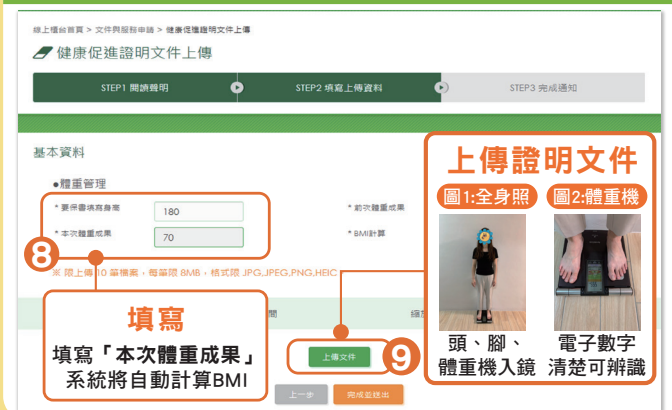 線上櫃台首頁 > 文件與服務申請 > 健康促進證明文件上傳
健康促進證明文件上傳
STEP1 閱讀聲明
STEP2 填寫上傳資料
STEP3 完成通知
基本資料
●體重管理
* 要保書填寫身高
180
* 前次體重成果
* 本次體重成果
70
* BMI計算
8
※ 限上傳 10 筆檔案，每筆限 8MB，格式限 JPG,JPEG,PNG,HEIC
間
縮
填寫
填寫「本次體重成果」
系統將自動計算BMI
上傳文件
9
上一步
完成並送出
上傳證明文件
圖1:全身照
圖2:體重機
頭、腳、
體重機入鏡
電子數字
清楚可辨識